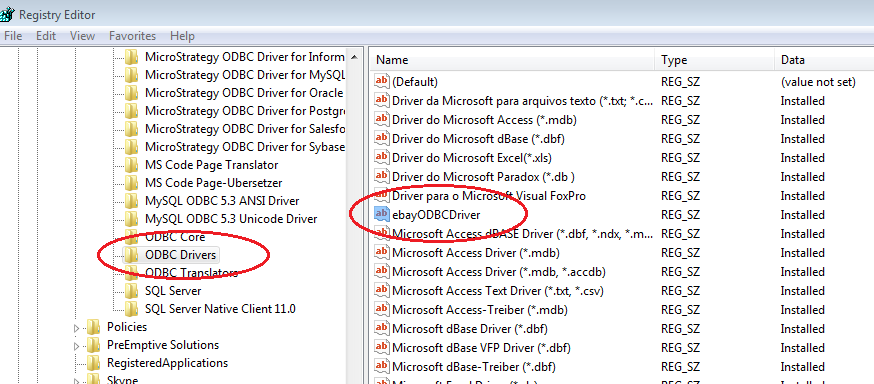 Registry Editor
File Edit View Favorites Help
MicroStrategy ODBC Driver for Inform
MicroStrategy ODBC Driver for MySQL
MicroStrategy ODBC Driver for Oracle
MicroStrategy ODBC Driver for Postgr
MicroStrategy ODBC Driver for Salesfo
MicroStrategy ODBC Driver for Sybase
MS Code Page Translator
MS Code Page-Ubersetzer
MySQL ODBC 5.3 ANSI Driver
MySQL ODBC 5.3 Unicode Driver
ODBC Core
ODBC Drivers
ODBC Translators
SQL Server
SQL Server Native Client 11.0
Policies
PreEmptive Solutions
RegisteredApplications
Skype
Name Type Data
(Default) REG_SZ (value not set)
Driver da Microsoft para arquivos texto (*.txt; *.c... REG_SZ Installed
Driver do Microsoft Access (*.mdb) REG_SZ Installed
Driver do Microsoft dBase (*.dbf) REG_SZ Installed
Driver do Microsoft Excel(*.xls) REG_SZ Installed
Driver do Microsoft Paradox (*.db ) REG_SZ Installed
Driver para o Microsoft Visual FoxPro REG_SZ Installed
ebayODBCDriver REG_SZ Installed
Microsoft Access dBASE Driver (*.dbf, *.ndx, *.m... REG_SZ Installed
Microsoft Access Driver (*.mdb) REG_SZ Installed
Microsoft Access Driver (*.mdb, *.accdb) REG_SZ Installed
Microsoft Access Text Driver (*.txt, *.csv) REG_SZ Installed
Microsoft Access-Treiber (*.mdb) REG_SZ Installed
Microsoft dBase Driver (*.dbf) REG_SZ Installed
Microsoft dBase VFP Driver (*.dbf) REG_SZ Installed
Microsoft dBase-Treiber (*.dbf) REG_SZ Installed